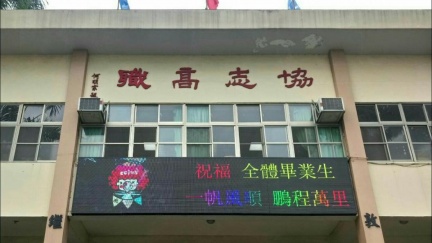 協志高職
祝福 全體畢業生
一帆風順 鵬程萬里